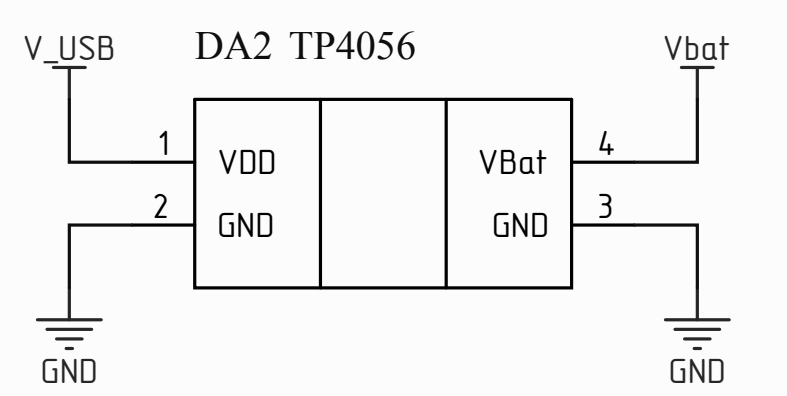 V_USB DA2 TP4056 Vbat
1 VDD VBat 4
2 GND GND 3
GND GND